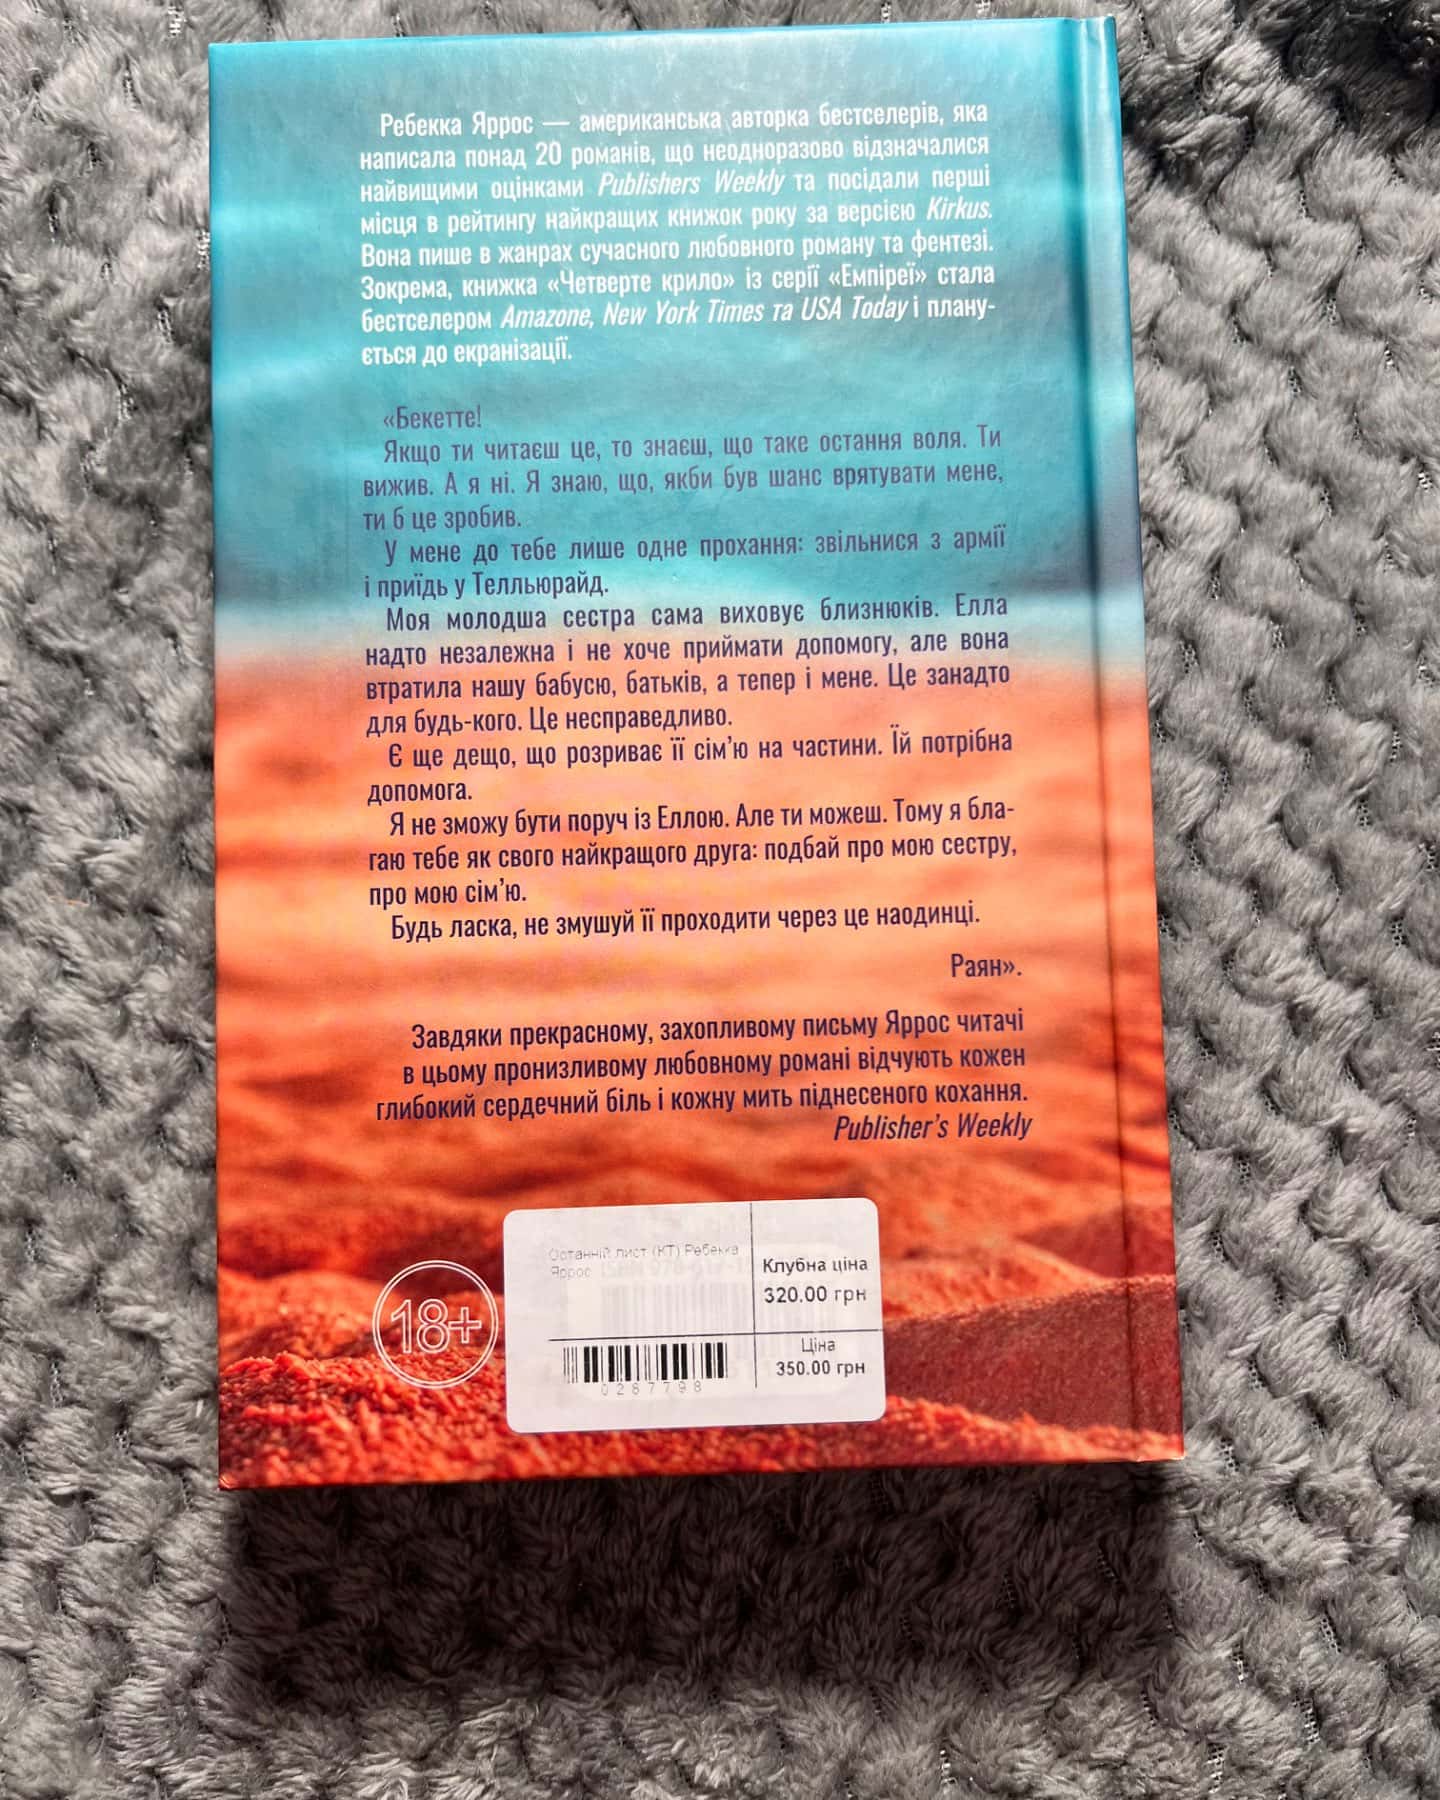 Ребекка Яррос — американська авторка бестселерів, яка
написала понад 20 романів, що неодноразово відзначалися
найвищими оцінками Publishers Weekly та посідали перші
місця в рейтингу найкращих книжок року за версією Kirkus.
Вона пише в жанрах сучасного любовного роману та фентезі.
Зокрема, книжка «Четверте крило» із серії «Емпіреї» стала
бестселером Amazone, New York Times та USA Today і плану-
ється до екранізації.
«Бекетте!
Якщо ти читаєш це, то знаєш, що таке остання воля. Ти
вижив. А я ні. Я знаю, що, якби був шанс врятувати мене,
ти б це зробив.
У мене до тебе лише одне прохання: звільнися з армії
і приїдь у Телльюрайд.
Моя молодша сестра сама виховує близнюків. Елла
надто незалежна і не хоче приймати допомогу, але вона
втратила нашу бабусю, батьків, а тепер і мене. Це занадто
для будь-кого. Це несправедливо.
Є ще дещо, що розриває її сім’ю на частини. Їй потрібна
допомога.
Я не зможу бути поруч із Еллою. Але ти можеш. Тому я бла-
гаю тебе як свого найкращого друга: подбай про мою сестру,
про мою сім’ю.
Будь ласка, не змушуй її проходити через це наодинці.
Раян».
Завдяки прекрасному, захопливому письму Яррос читачі
в цьому пронизливому любовному романі відчують кожен
глибокий сердечний біль і кожну мить піднесеного кохання.
Publisher’s Weekly
18+
Останній лист (КТ) Ребекка
Яррос
Клубна ціна
320.00 грн
Ціна
350.00 грн
0287798